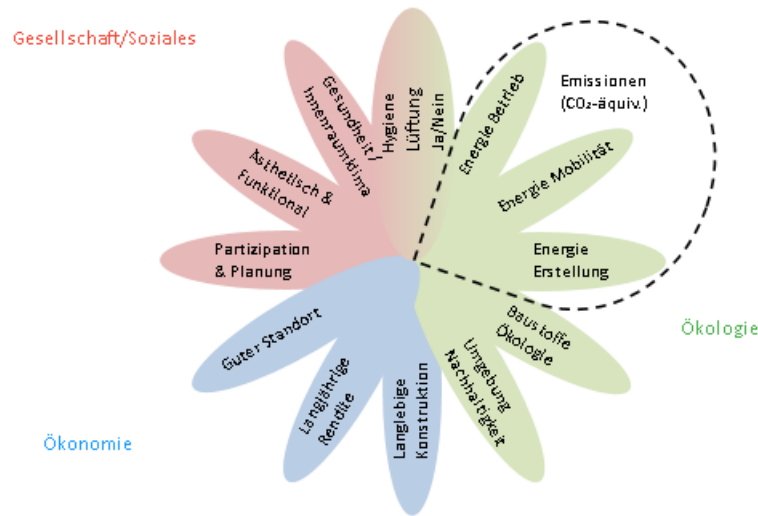 Gesellschaft/Soziales
Hygiene
Lüftung
Ja/Nein
Gesundheit/
Innenraumklima
Ästhetisch &
Funktional
Partizipation
& Planung
Energie Betrieb
Emissionen
(CO₂-äquiv.)
Energie Mobilität
Energie
Erstellung
Baustoffe
Ökologie
Umgebung
Nachhaltigkeit
Ökologie
Guter Standort
Langjährige
Rendite
Langlebige
Konstruktion
Ökonomie